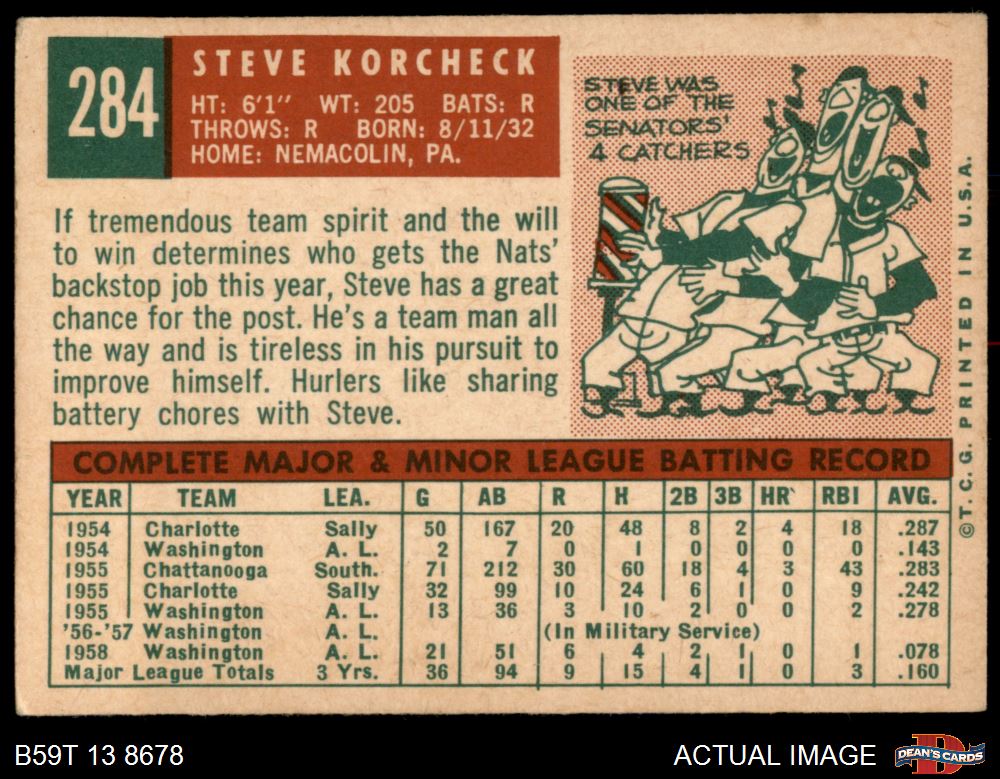 284
STEVE KORCHECK
HT: 6'1" WT: 205 BATS: R
THROWS: R BORN: 8/11/32
HOME: NEMACOLIN, PA.
STEVE WAS
ONE OF THE
SENATORS'
4 CATCHERS
If tremendous team spirit and the will
to win determines who gets the Nats'
backstop job this year, Steve has a great
chance for the post. He's a team man all
the way and is tireless in his pursuit to
improve himself. Hurlers like sharing
battery chores with Steve.
COMPLETE MAJOR & MINOR LEAGUE BATTING RECORD
YEAR TEAM LEA. G AB R H 2B 3B HR RBI AVG.
1954 Charlotte Sally 50 167 20 48 8 2 4 18 .287
1954 Washington A. L. 2 7 0 1 0 0 0 0 .143
1955 Chattanooga South. 71 212 30 60 18 4 3 43 .283
1955 Charlotte Sally 32 99 10 24 6 1 0 9 .242
1955 Washington A. L. 13 36 3 10 2 0 0 2 .278
'56-'57 Washington A. L. (In Military Service)
1958 Washington A. L. 21 51 6 4 2 1 0 1 .078
Major League Totals 3 Yrs. 36 94 9 15 4 1 0 3 .160
©T. C. G. PRINTED IN U.S.A.
B59T 13 8678
ACTUAL IMAGE
DEAN'S CARDS